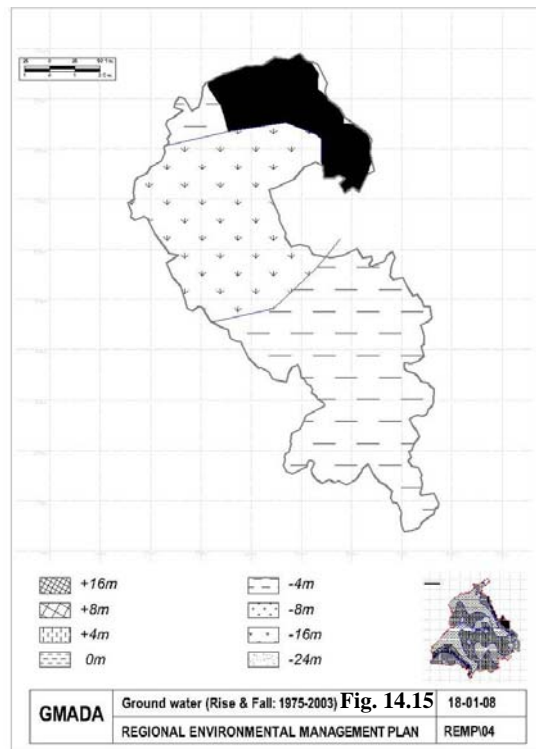 +16m
+8m
+4m
0m
-4m
-8m
-16m
-24m
GMADA
Ground water (Rise & Fall: 1975-2003) Fig. 14.15
18-01-08
REGIONAL ENVIRONMENTAL MANAGEMENT PLAN
REMP\04